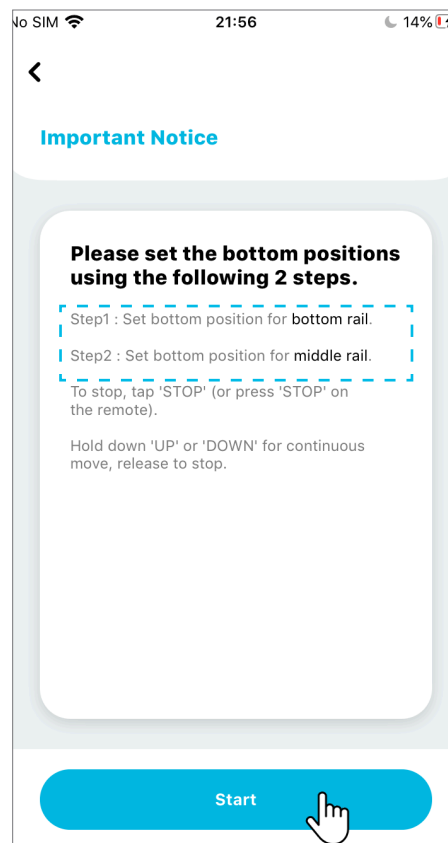 No SIM 21:56 14%
Important Notice
Please set the bottom positions
using the following 2 steps.
Step1 : Set bottom position for bottom rail.
Step2 : Set bottom position for middle rail.
To stop, tap 'STOP' (or press 'STOP' on
the remote).
Hold down 'UP' or 'DOWN' for continuous
move, release to stop.
Start